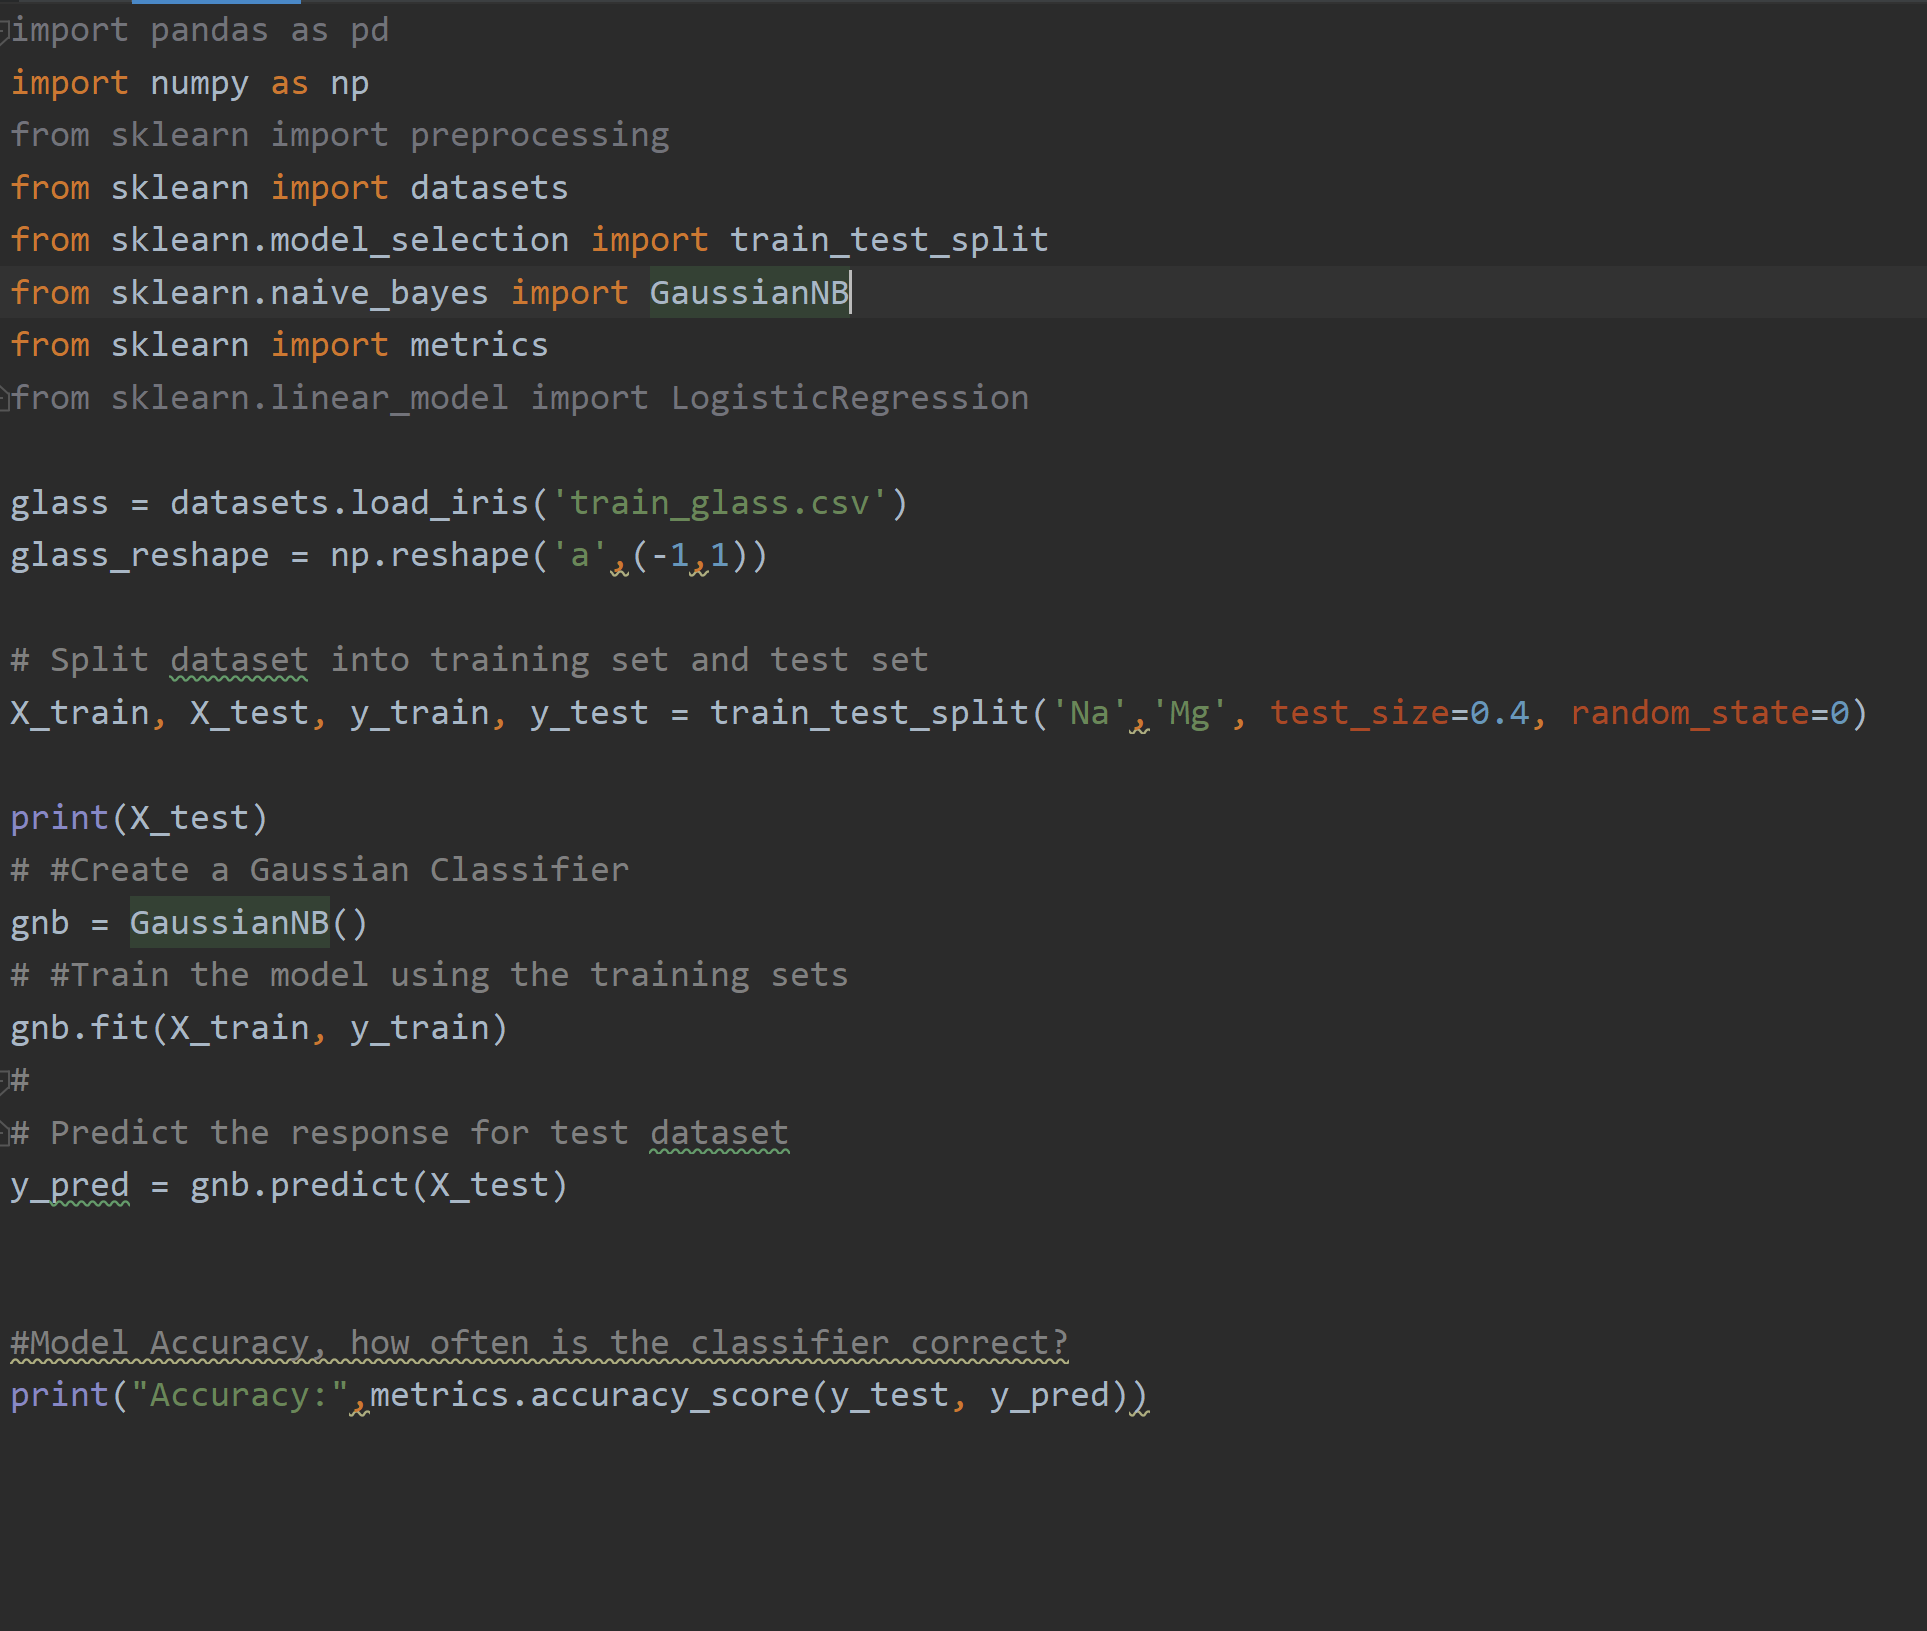 import pandas as pd
import numpy as np
from sklearn import preprocessing
from sklearn import datasets
from sklearn.model_selection import train_test_split
from sklearn.naive_bayes import GaussianNB
from sklearn import metrics
from sklearn.linear_model import LogisticRegression
glass = datasets.load_iris('train_glass.csv')
glass_reshape = np.reshape('a',(-1,1))
# Split dataset into training set and test set
X_train, X_test, y_train, y_test = train_test_split('Na','Mg', test_size=0.4, random_state=0)
print(X_test)
# #Create a Gaussian Classifier
gnb = GaussianNB()
# #Train the model using the training sets
gnb.fit(X_train, y_train)
#
# Predict the response for test dataset
y_pred = gnb.predict(X_test)
#Model Accuracy, how often is the classifier correct?
print("Accuracy:",metrics.accuracy_score(y_test, y_pred))